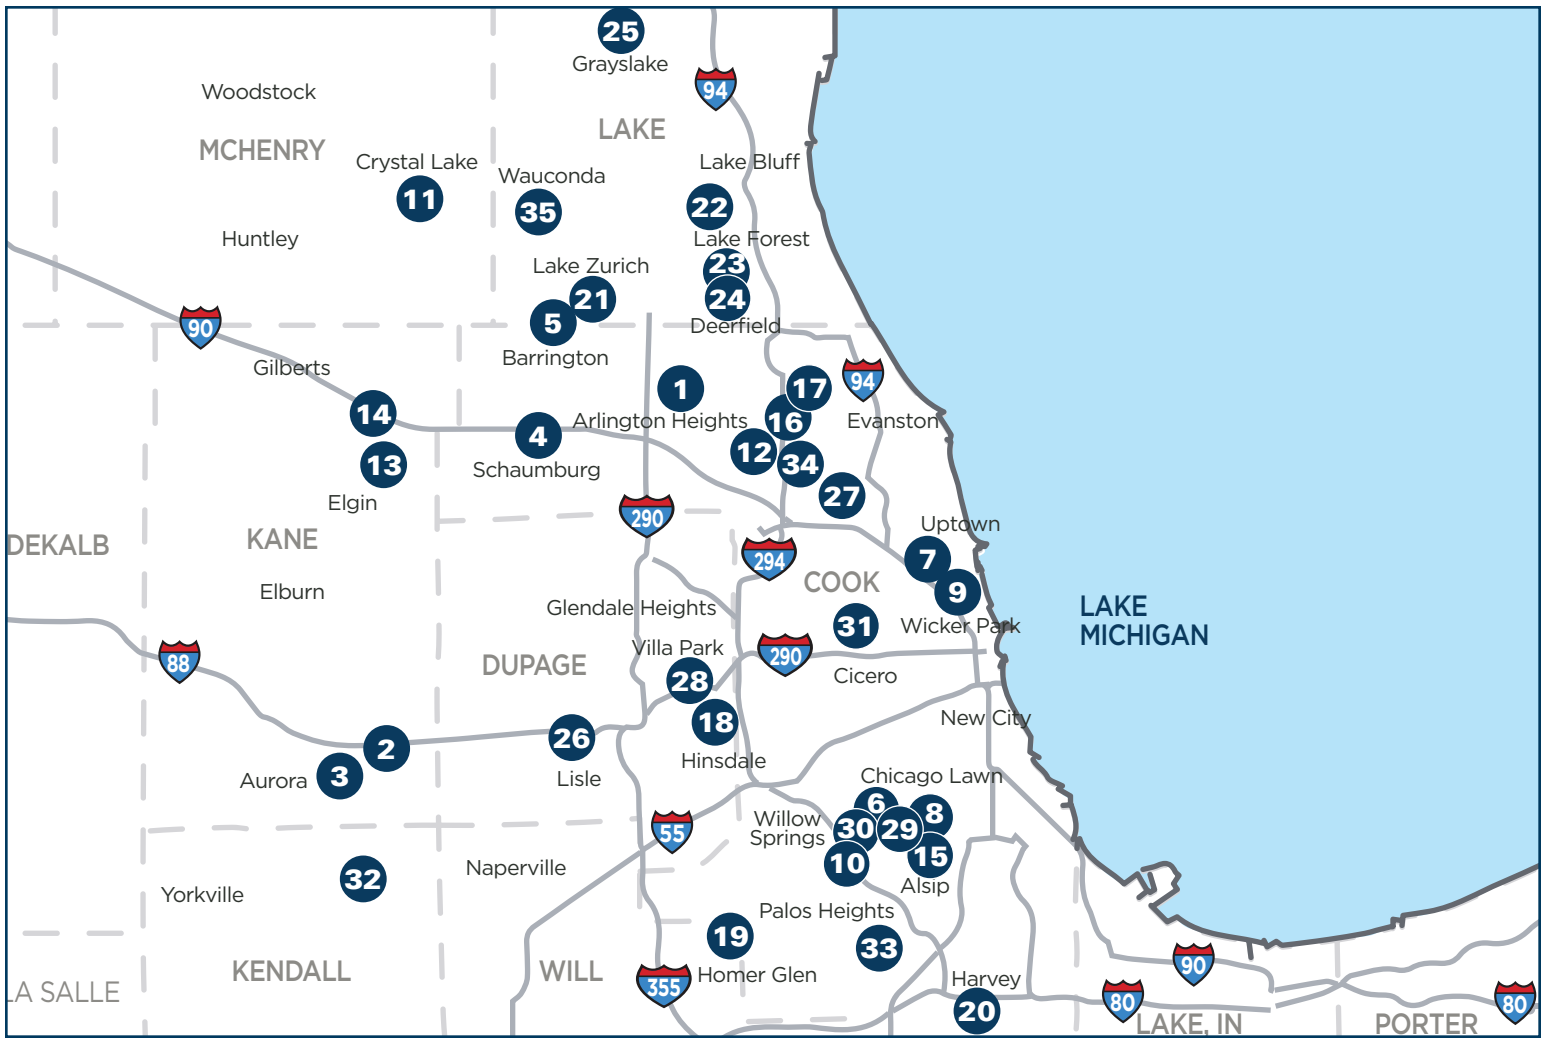 25
Grayslake
94
Woodstock
LAKE
MCHENRY
Crystal Lake
Lake Bluff
Wauconda
11
35
22
Huntley
Lake Forest
Lake Zurich
23
21
24
5
90
Deerfield
Barrington
Gilberts
1
17
94
14
16
Arlington Heights
Evanston
4
12
13
34
Schaumburg
27
Elgin
290
Uptown
DEKALB
KANE
294
7
COOK
Elburn
9
Glendale Heights
LAKE
MICHIGAN
31
Wicker Park
Villa Park
290
88
DUPAGE
Cicero
28
New City
18
26
2
Hinsdale
Aurora
3
Lisle
Chicago Lawn
6
8
Willow
Springs
30
29
55
15
10
Naperville
Alsip
32
Yorkville
Palos Heights
19
33
KENDALL
WILL
Homer Glen
90
Harvey
355
LA SALLE
20
80
80
LAKE, IN
PORTER